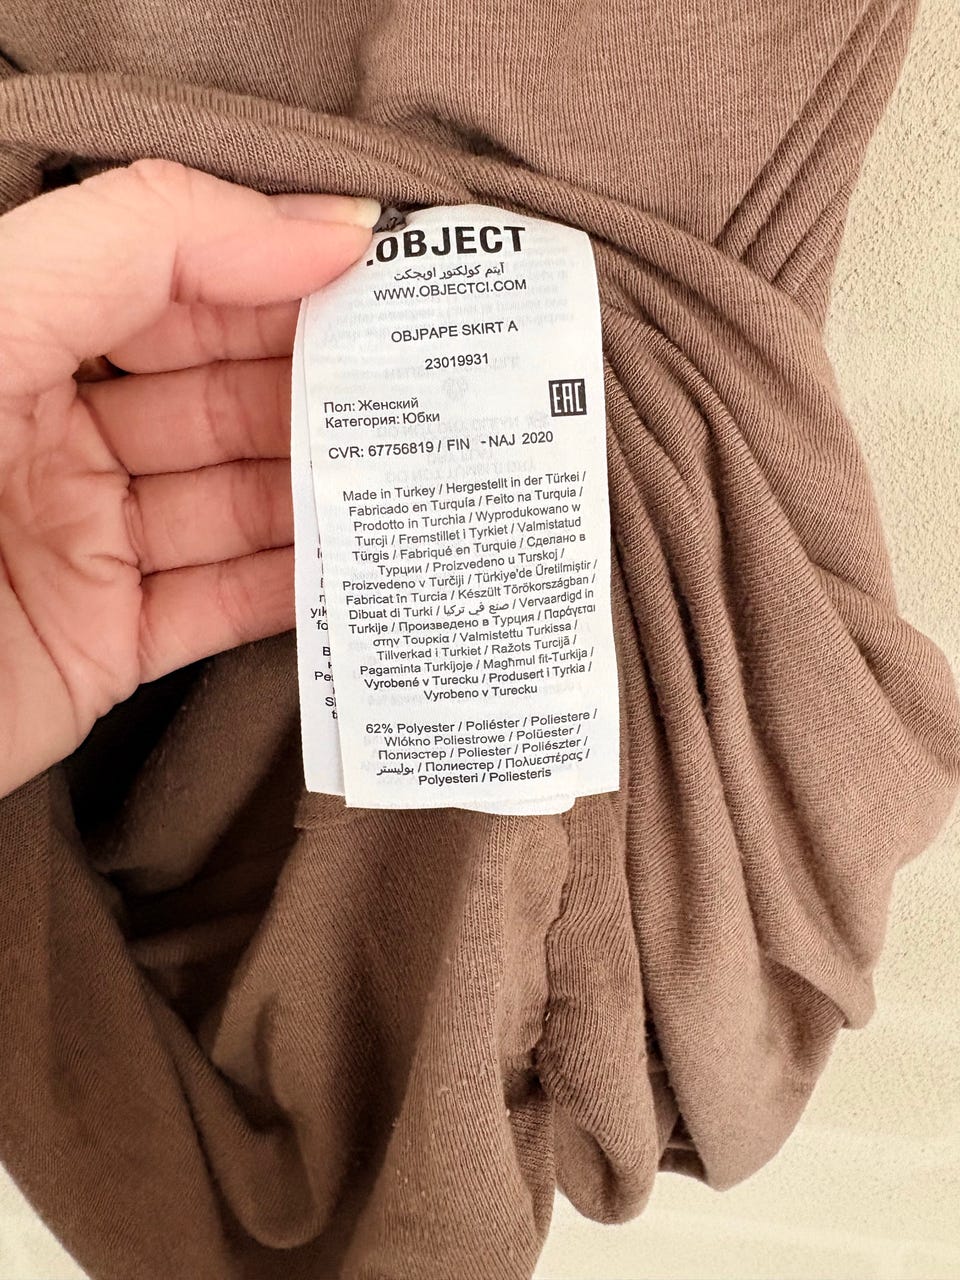 .OBJECT
آيتم كولكتور اوبجكت
WWW.OBJECTCI.COM
OBJPAPE SKIRT A
23019931
EAC
Пол: Женский
Категория: Юбки
CVR: 67756819 / FIN - NAJ 2020
Made in Turkey / Hergestellt in der Türkei /
Fabricado en Turquía / Feito na Turquia /
Prodotto in Turchia / Wyprodukowano w
Turcji / Fremstillet i Tyrkiet / Valmistatud
Türgis / Fabriqué en Turquie / Сделано в
Турции / Proizvedeno u Turskoj /
Proizvedeno v Turčiji / Türkiye'de Üretilmiştir /
Fabricat în Turcia / Készült Törökországban /
Dibuat di Turki / صنع في تركيا / Vervaardigd in
Turkije / Произведено в Турция / Παράγεται
στην Τουρκία / Valmistettu Turkissa /
Tillverkad i Turkiet / Ražots Turcijā /
Pagaminta Turkijoje / Magħmul fit-Turkija /
Vyrobené v Turecku / Produsert i Tyrkia /
Vyrobeno v Turecku
62% Polyester / Poliéster / Poliestere /
Wlókno Poliestrowe / Polüester /
Полиэстер / Poliester / Poliészter /
بوليستر / Полиестер / Πολυεστέρας /
Polyesteri / Poliesteris